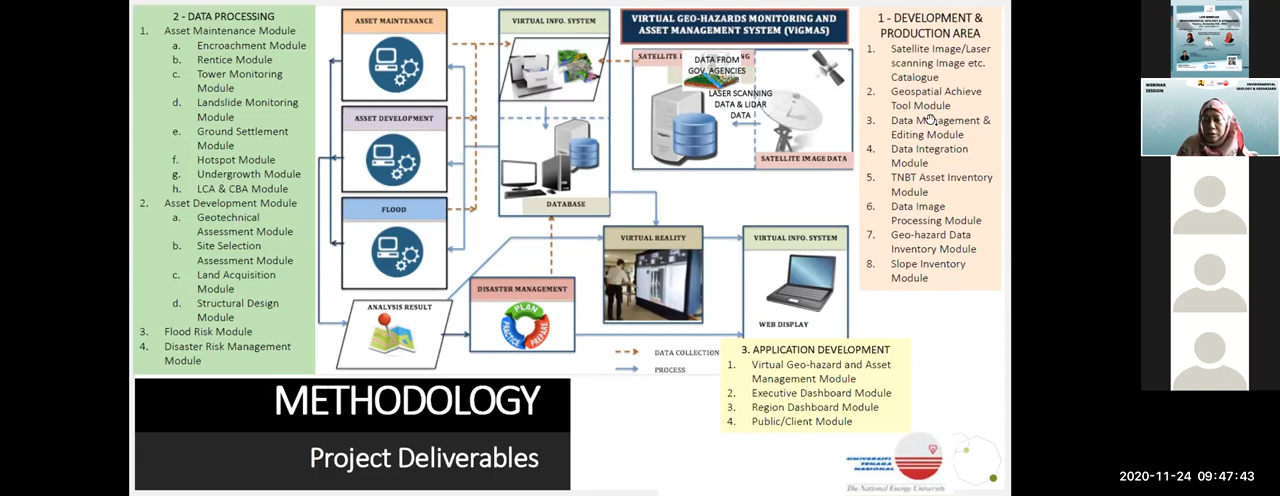 2 - DATA PROCESSING
1. Asset Maintenance Module
a. Encroachment Module
b. Rentice Module
c. Tower Monitoring
Module
d. Landslide Monitoring
Module
e. Ground Settlement
Module
f. Hotspot Module
g. Undergrowth Module
h. LCA & CBA Module
2. Asset Development Module
a. Geotechnical
Assessment Module
b. Site Selection
Assessment Module
c. Land Acquisition
Module
d. Structural Design
Module
3. Flood Risk Module
4. Disaster Risk Management
Module
ASSET MAINTENANCE
ASSET DEVELOPMENT
FLOOD
ANALYSIS RESULT
VIRTUAL INFO. SYSTEM
DATABASE
DISASTER MANAGEMENT
PLAN
PREPARE
PRACTICE
VIRTUAL GEO-HAZARDS MONITORING AND
ASSET MANAGEMENT SYSTEM (ViGMAS)
DATA FROM
GOV. AGENCIES
LASER SCANNING
DATA & LIDAR
DATA
SATELLITE IMAGE DATA
VIRTUAL REALITY
VIRTUAL INFO. SYSTEM
WEB DISPLAY
DATA COLLECTION
PROCESS
1 - DEVELOPMENT &
PRODUCTION AREA
1. Satellite Image/Laser
scanning Image etc.
Catalogue
2. Geospatial Achieve
Tool Module
3. Data Management &
Editing Module
4. Data Integration
Module
5. TNBT Asset Inventory
Module
6. Data Image
Processing Module
7. Geo-hazard Data
Inventory Module
8. Slope Inventory
Module
3. APPLICATION DEVELOPMENT
1. Virtual Geo-hazard and Asset
Management Module
2. Executive Dashboard Module
3. Region Dashboard Module
4. Public/Client Module
METHODOLOGY
Project Deliverables
UNIVERSITI
TENAGA
NASIONAL
The National Energy University
WEBINAR
SESSION
ENVIRONMENTAL
GEOLOGY & GEOHAZARD
2020-11-24 09:47:43